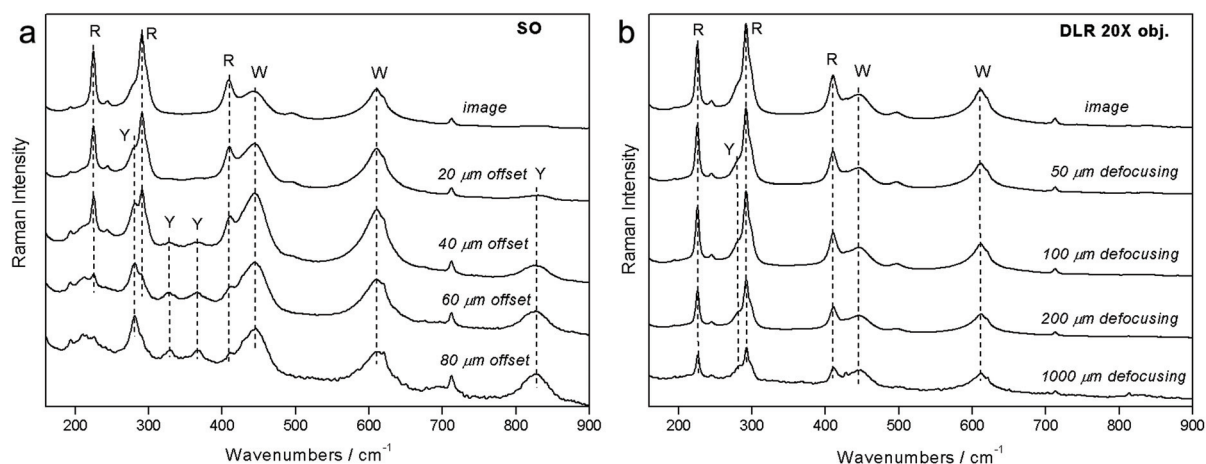 a
SO
R
R
R
W
W
image
Y
20 μm offset
Y
Y
Y
40 μm offset
60 μm offset
80 μm offset
Raman Intensity
200 300 400 500 600 700 800 900
Wavenumbers / cm-1
b
DLR 20X obj.
R
R
R
W
W
image
Y
50 μm defocusing
100 μm defocusing
200 μm defocusing
1000 μm defocusing
Raman Intensity
200 300 400 500 600 700 800 900
Wavenumbers / cm-1